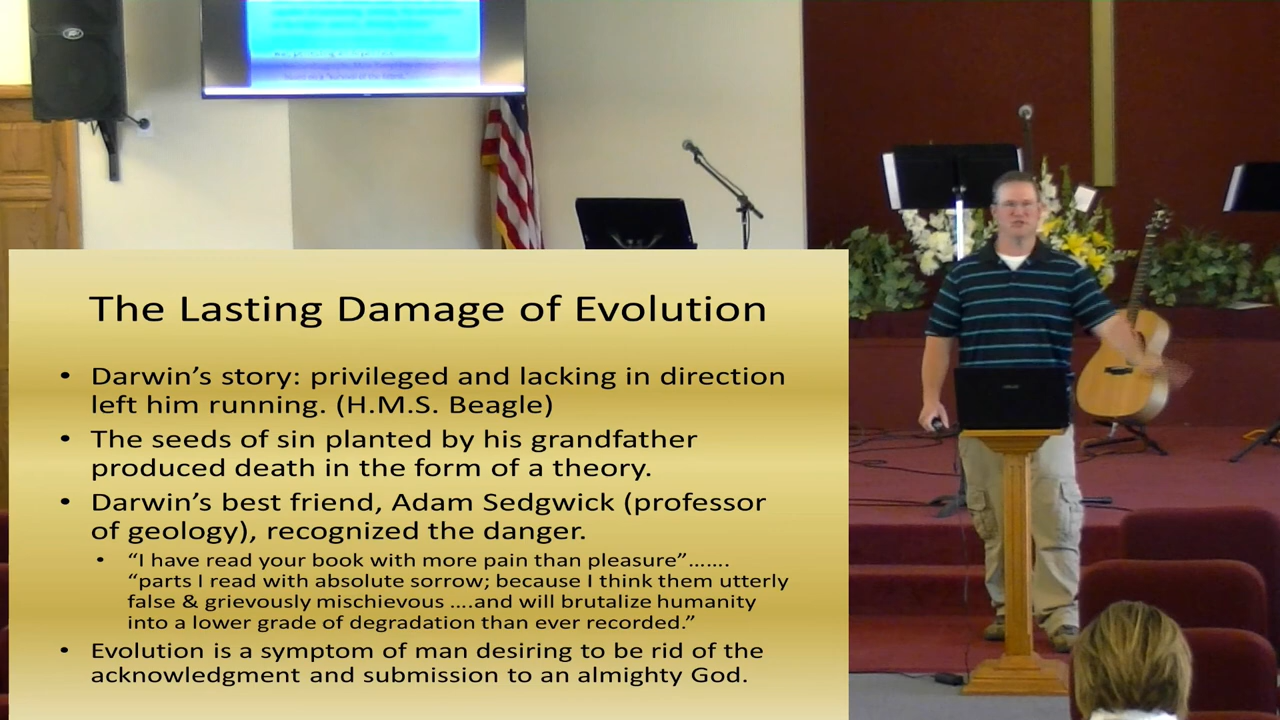 The Lasting Damage of Evolution
• Darwin’s story: privileged and lacking in direction
left him running. (H.M.S. Beagle)
• The seeds of sin planted by his grandfather
produced death in the form of a theory.
• Darwin’s best friend, Adam Sedgwick (professor
of geology), recognized the danger.
• “I have read your book with more pain than pleasure”…….
“parts I read with absolute sorrow; because I think them utterly
false & grievously mischievous ….and will brutalize humanity
into a lower grade of degradation than ever recorded.”
• Evolution is a symptom of man desiring to be rid of the
acknowledgment and submission to an almighty God.